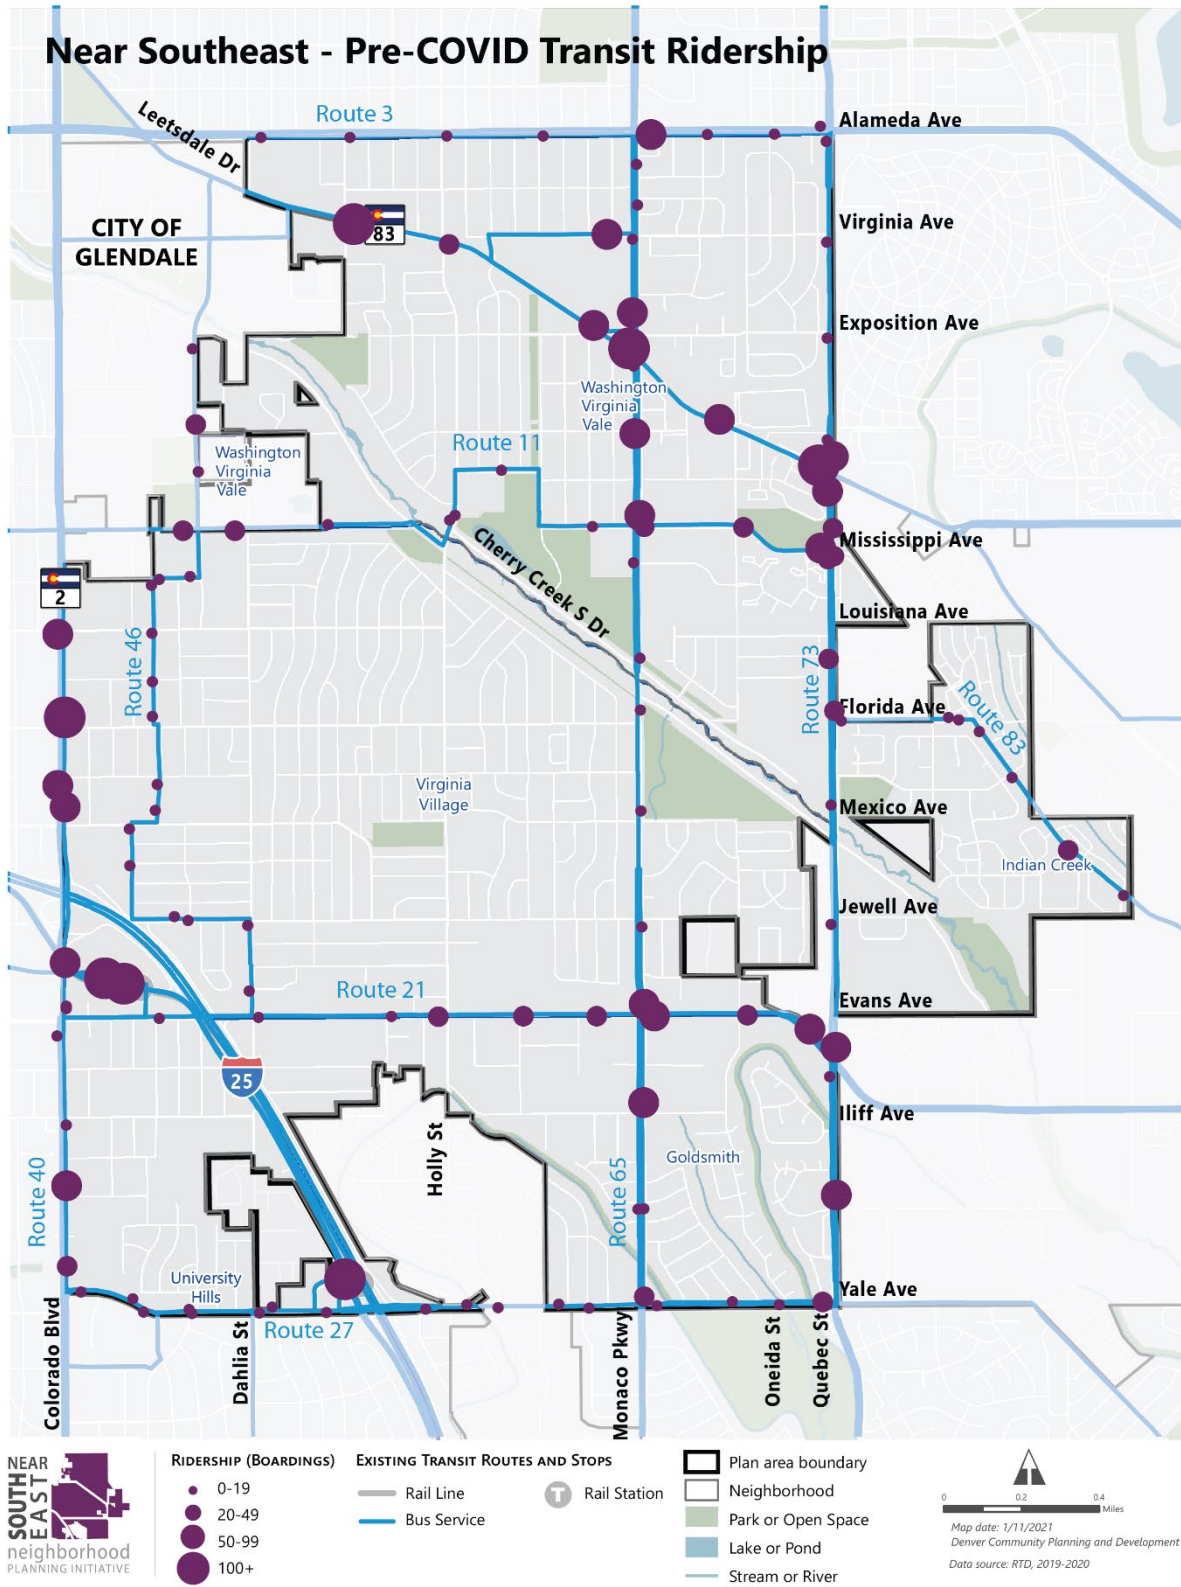 Near Southeast - Pre-COVID Transit Ridership
Leetsdale Dr
Route 3
Alameda Ave
CITY OF
GLENDALE
83
Virginia Ave
Exposition Ave
Washington
Virginia
Vale
Route 11
Washington
Virginia
Vale
Cherry Creek S Dr
Mississippi Ave
2
Louisiana Ave
Route 46
Route 73
Florida Ave
Route 83
Virginia
Village
Mexico Ave
Indian Creek
Jewell Ave
Route 21
Evans Ave
25
Iliff Ave
Holly St
Goldsmith
Route 40
Route 65
University
Hills
Yale Ave
Route 27
Colorado Blvd
Dahlia St
Monaco Pkwy
Oneida St
Quebec St
NEAR
SOUTH
EAST
neighborhood
PLANNING INITIATIVE
RIDERSHIP (BOARDINGS)
0-19
20-49
50-99
100+
EXISTING TRANSIT ROUTES AND STOPS
Rail Line
Bus Service
T
Rail Station
Plan area boundary
Neighborhood
Park or Open Space
Lake or Pond
Stream or River
0 0.2 0.4
Miles
Map date: 1/11/2021
Denver Community Planning and Development
Data source: RTD, 2019-2020